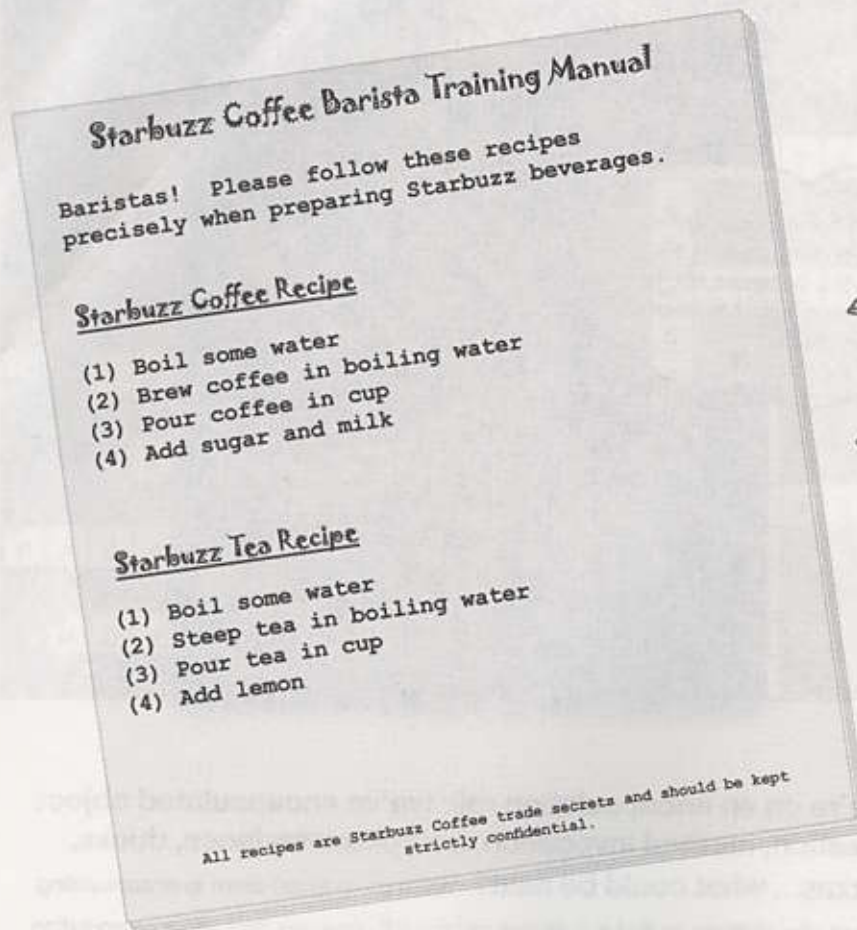 Starbuzz Coffee Barista Training Manual
Baristas! Please follow these recipes
precisely when preparing Starbuzz beverages.
Starbuzz Coffee Recipe
(1) Boil some water
(2) Brew coffee in boiling water
(3) Pour coffee in cup
(4) Add sugar and milk
Starbuzz Tea Recipe
(1) Boil some water
(2) Steep tea in boiling water
(3) Pour tea in cup
(4) Add lemon
All recipes are Starbuzz Coffee trade secrets and should be kept
strictly confidential.